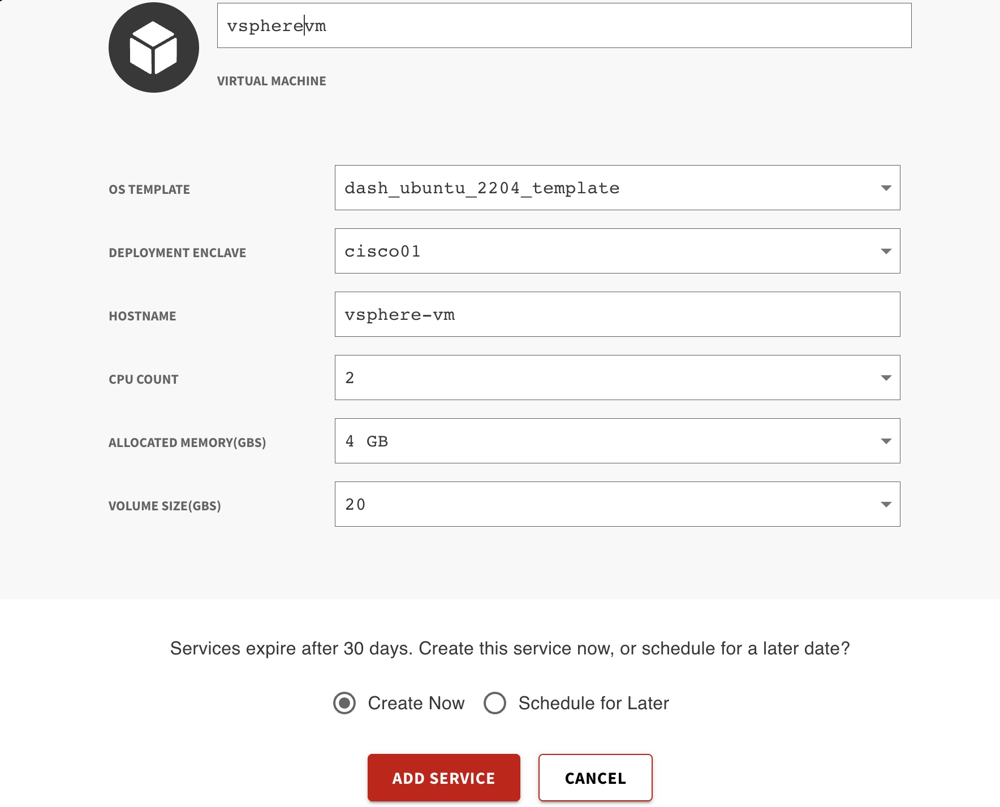 vspherevm
VIRTUAL MACHINE
OS TEMPLATE
dash_ubuntu_2204_template
DEPLOYMENT ENCLAVE
cisco01
HOSTNAME
vsphere-vm
CPU COUNT
2
ALLOCATED MEMORY(GBS)
4 GB
VOLUME SIZE(GBS)
20
Services expire after 30 days. Create this service now, or schedule for a later date?
Create Now Schedule for Later
ADD SERVICE CANCEL